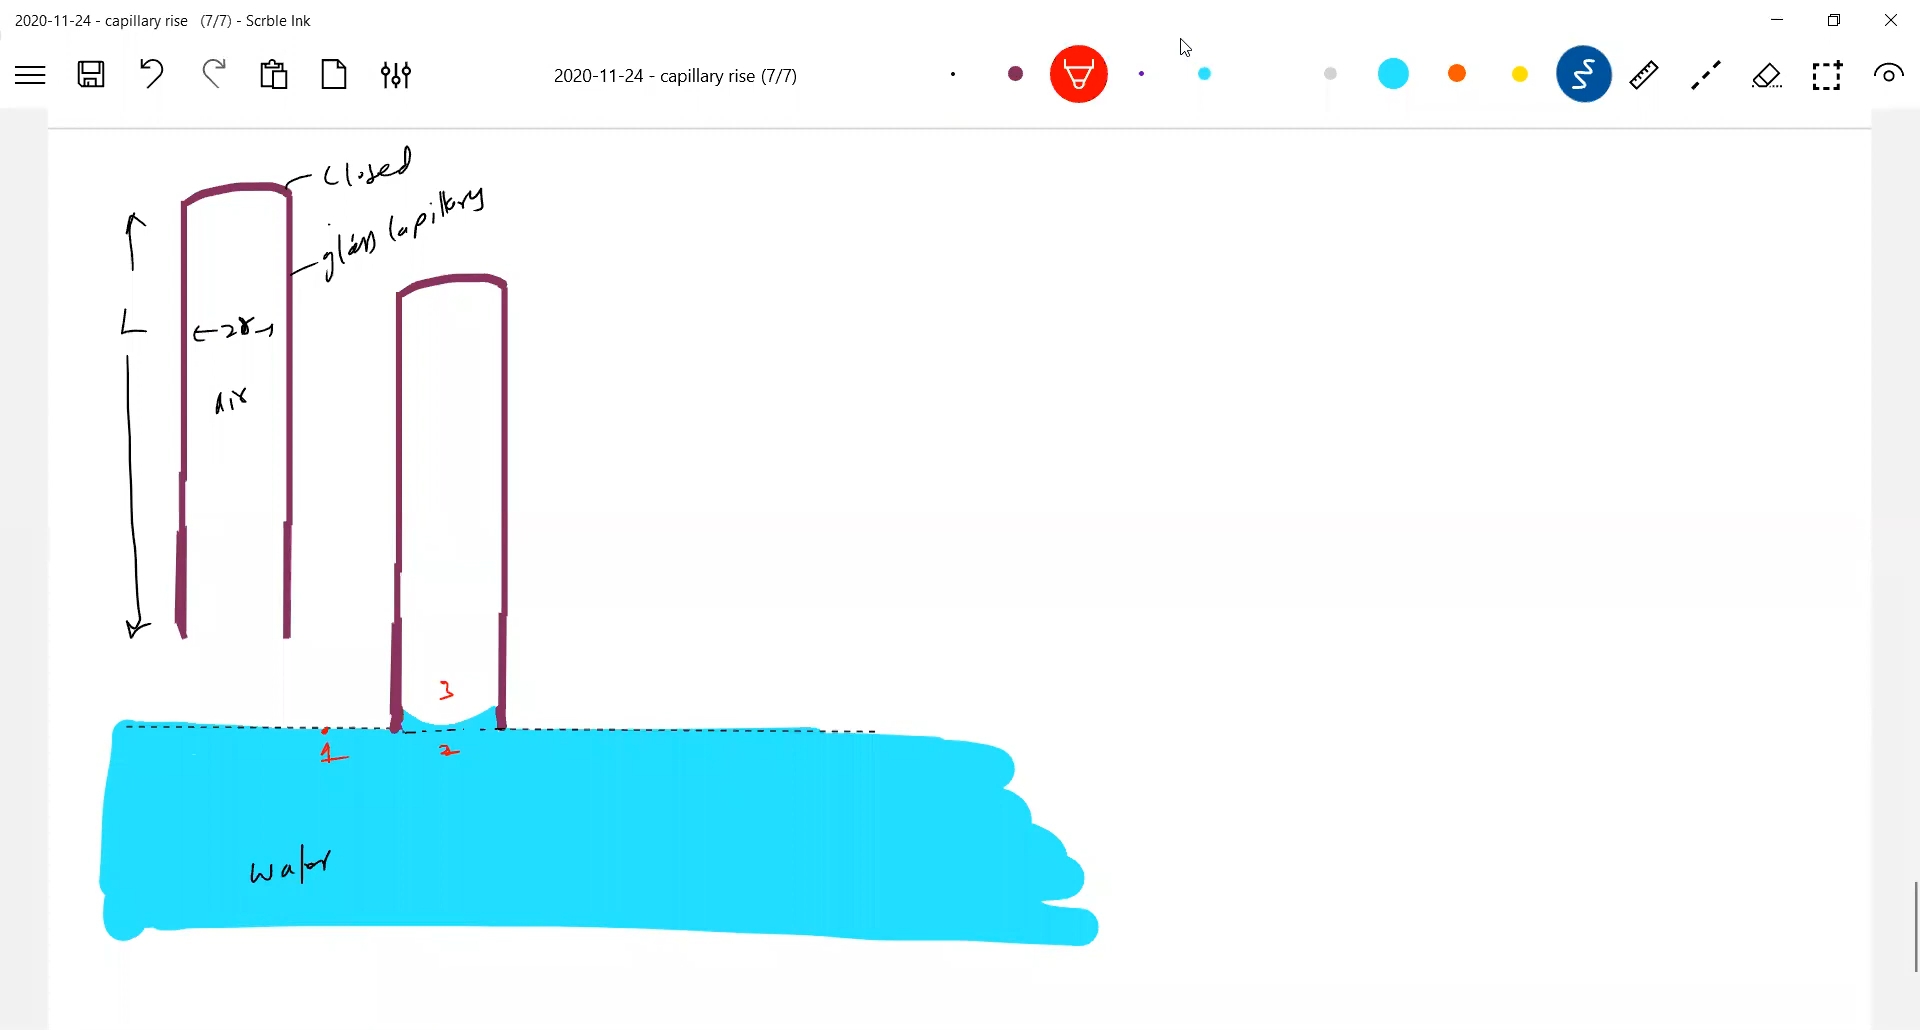 2020-11-24 - capillary rise (7/7) - Scrble Ink
2020-11-24 - capillary rise (7/7)
closed
glass capillary
L
2r
air
3
1
2
water